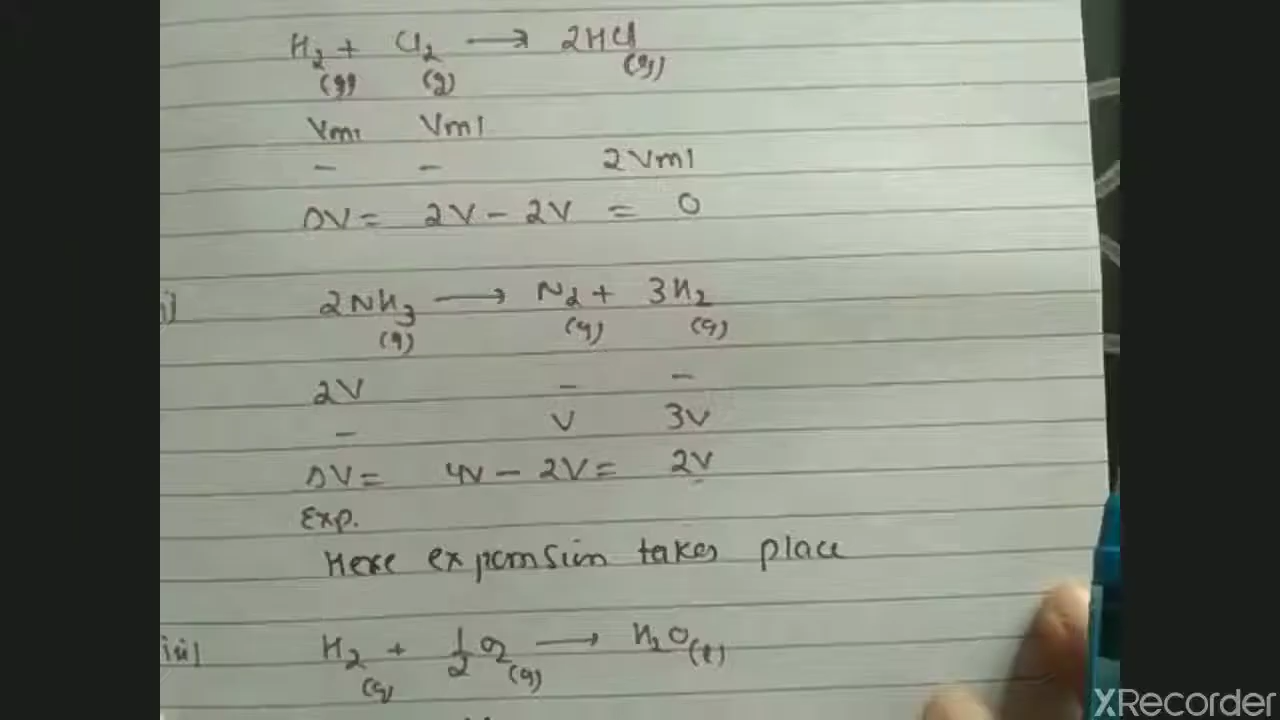 H2 + Cl2 → 2HCl
(g) (g) (g)
Vml Vml
- - 2Vml
ΔV = 2V - 2V = 0
2NH3 → N2 + 3H2
(g) (g) (g)
2V - -
- V 3V
ΔV = 4V - 2V = 2V
Exp.
Here expansion takes place
iii) H2 + 1/2 O2 → H2O(l)
(g) (g)
XRecorder